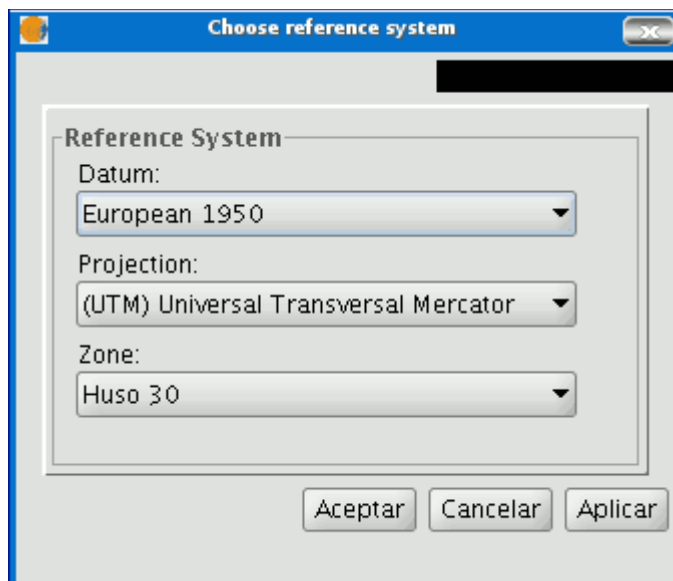 Choose reference system
Reference System
Datum:
European 1950
Projection:
(UTM) Universal Transversal Mercator
Zone:
Huso 30
Aceptar Cancelar Aplicar